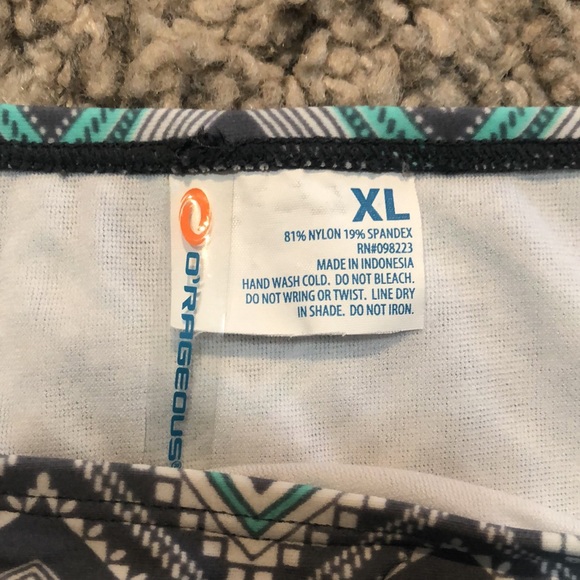 XL
81% NYLON 19% SPANDEX
RN#098223
MADE IN INDONESIA
HAND WASH COLD. DO NOT BLEACH.
DO NOT WRING OR TWIST. LINE DRY
IN SHADE. DO NOT IRON.
O'RAGEOUS